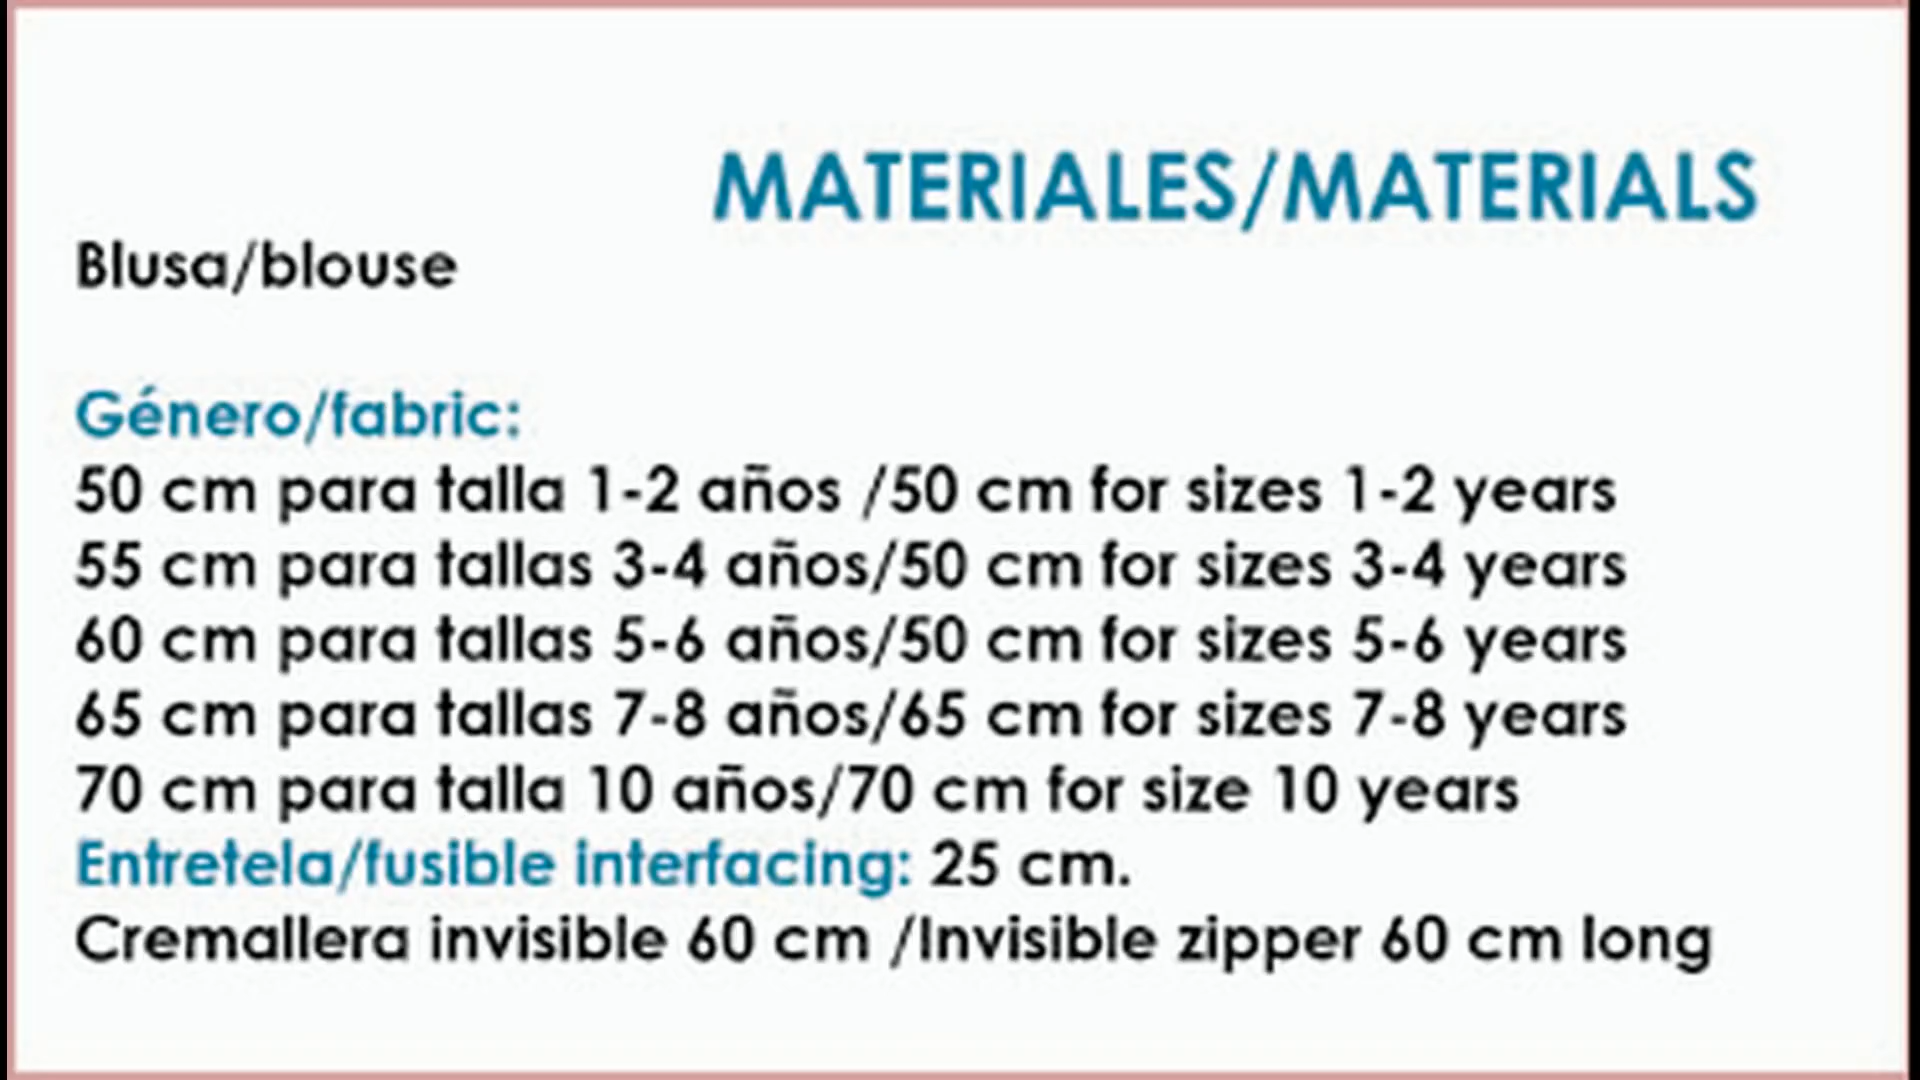 MATERIALES/MATERIALS
Blusa/blouse
Género/fabric:
50 cm para talla 1-2 años /50 cm for sizes 1-2 years
55 cm para tallas 3-4 años/50 cm for sizes 3-4 years
60 cm para tallas 5-6 años/50 cm for sizes 5-6 years
65 cm para tallas 7-8 años/65 cm for sizes 7-8 years
70 cm para talla 10 años/70 cm for size 10 years
Entretela/fusible interfacing: 25 cm.
Cremallera invisible 60 cm /Invisible zipper 60 cm long